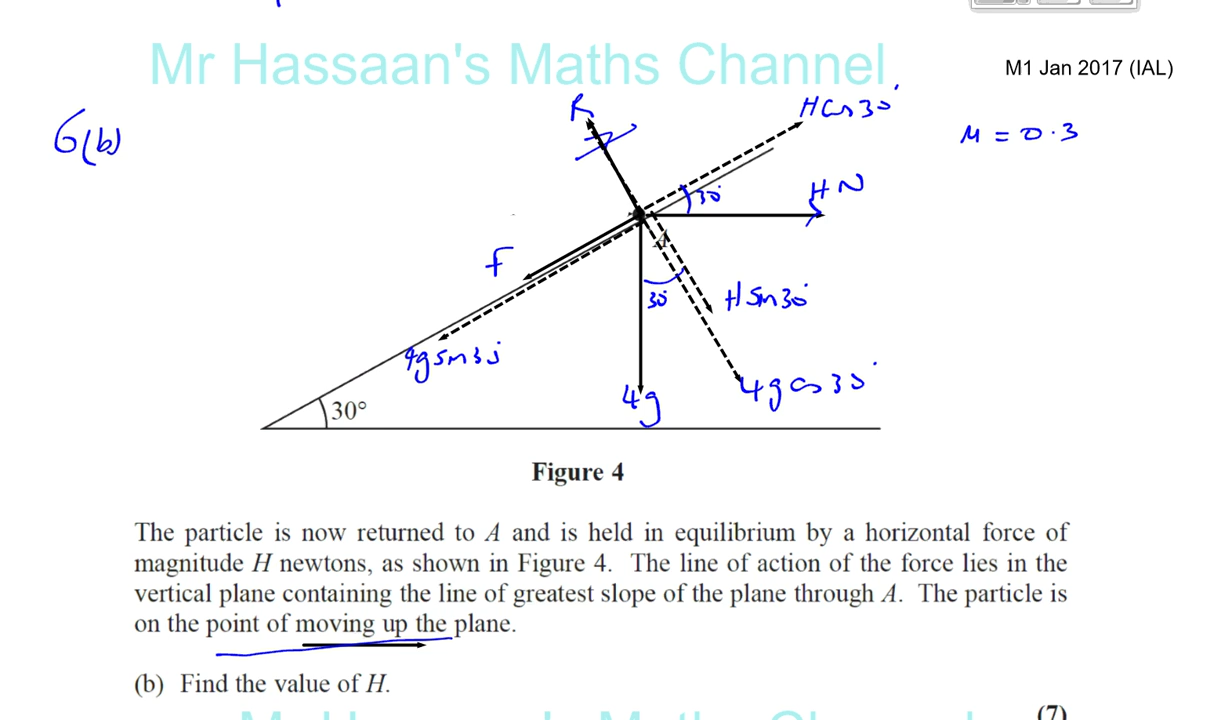 Mr Hassaan's Maths Channel
M1 Jan 2017 (IAL)
6(b)
R
HCos30°
M = 0.3
30°
H N
A
F
30°
HSin30°
4gsin30°
4g
4gcos30°
30°
Figure 4
The particle is now returned to A and is held in equilibrium by a horizontal force of
magnitude H newtons, as shown in Figure 4. The line of action of the force lies in the
vertical plane containing the line of greatest slope of the plane through A. The particle is
on the point of moving up the plane.
(b) Find the value of H.
(7)